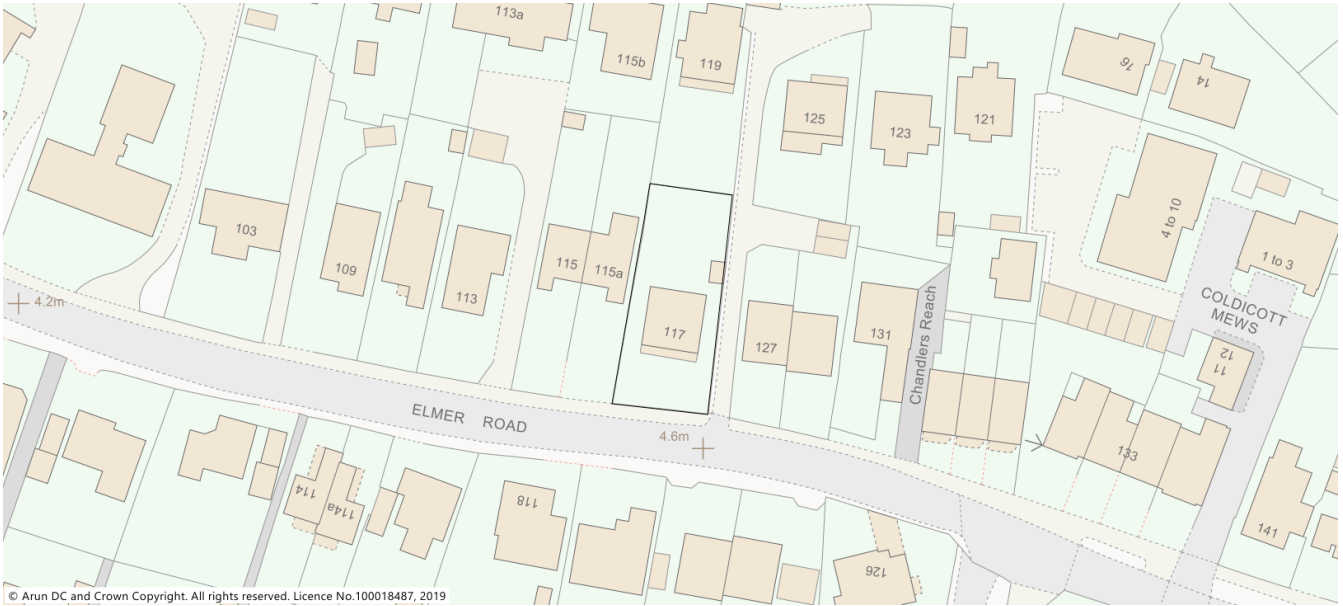 113a
115b
119
76
14
125
123
121
103
109
113
115
115a
117
127
131
Chandlers Reach
4 to 10
1 to 3
COLDICOTT
MEWS
12
11
4.2m
ELMER ROAD
4.6m
133
141
114
114a
118
126
© Arun DC and Crown Copyright. All rights reserved. Licence No.100018487, 2019